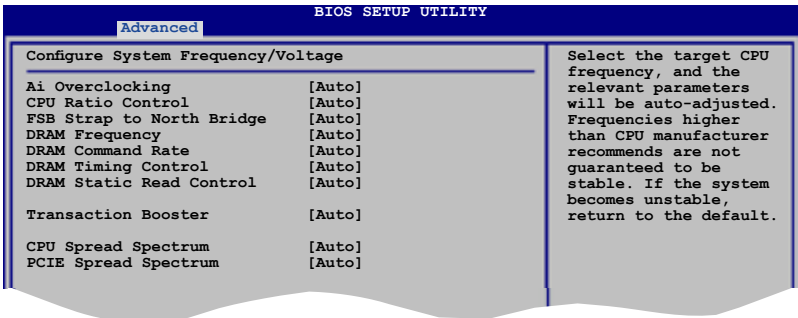 BIOS SETUP UTILITY
Advanced
Configure System Frequency/Voltage
Ai Overclocking [Auto]
CPU Ratio Control [Auto]
FSB Strap to North Bridge [Auto]
DRAM Frequency [Auto]
DRAM Command Rate [Auto]
DRAM Timing Control [Auto]
DRAM Static Read Control [Auto]
Transaction Booster [Auto]
CPU Spread Spectrum [Auto]
PCIE Spread Spectrum [Auto]
Select the target CPU
frequency, and the
relevant parameters
will be auto-adjusted.
Frequencies higher
than CPU manufacturer
recommends are not
guaranteed to be
stable. If the system
becomes unstable,
return to the default.